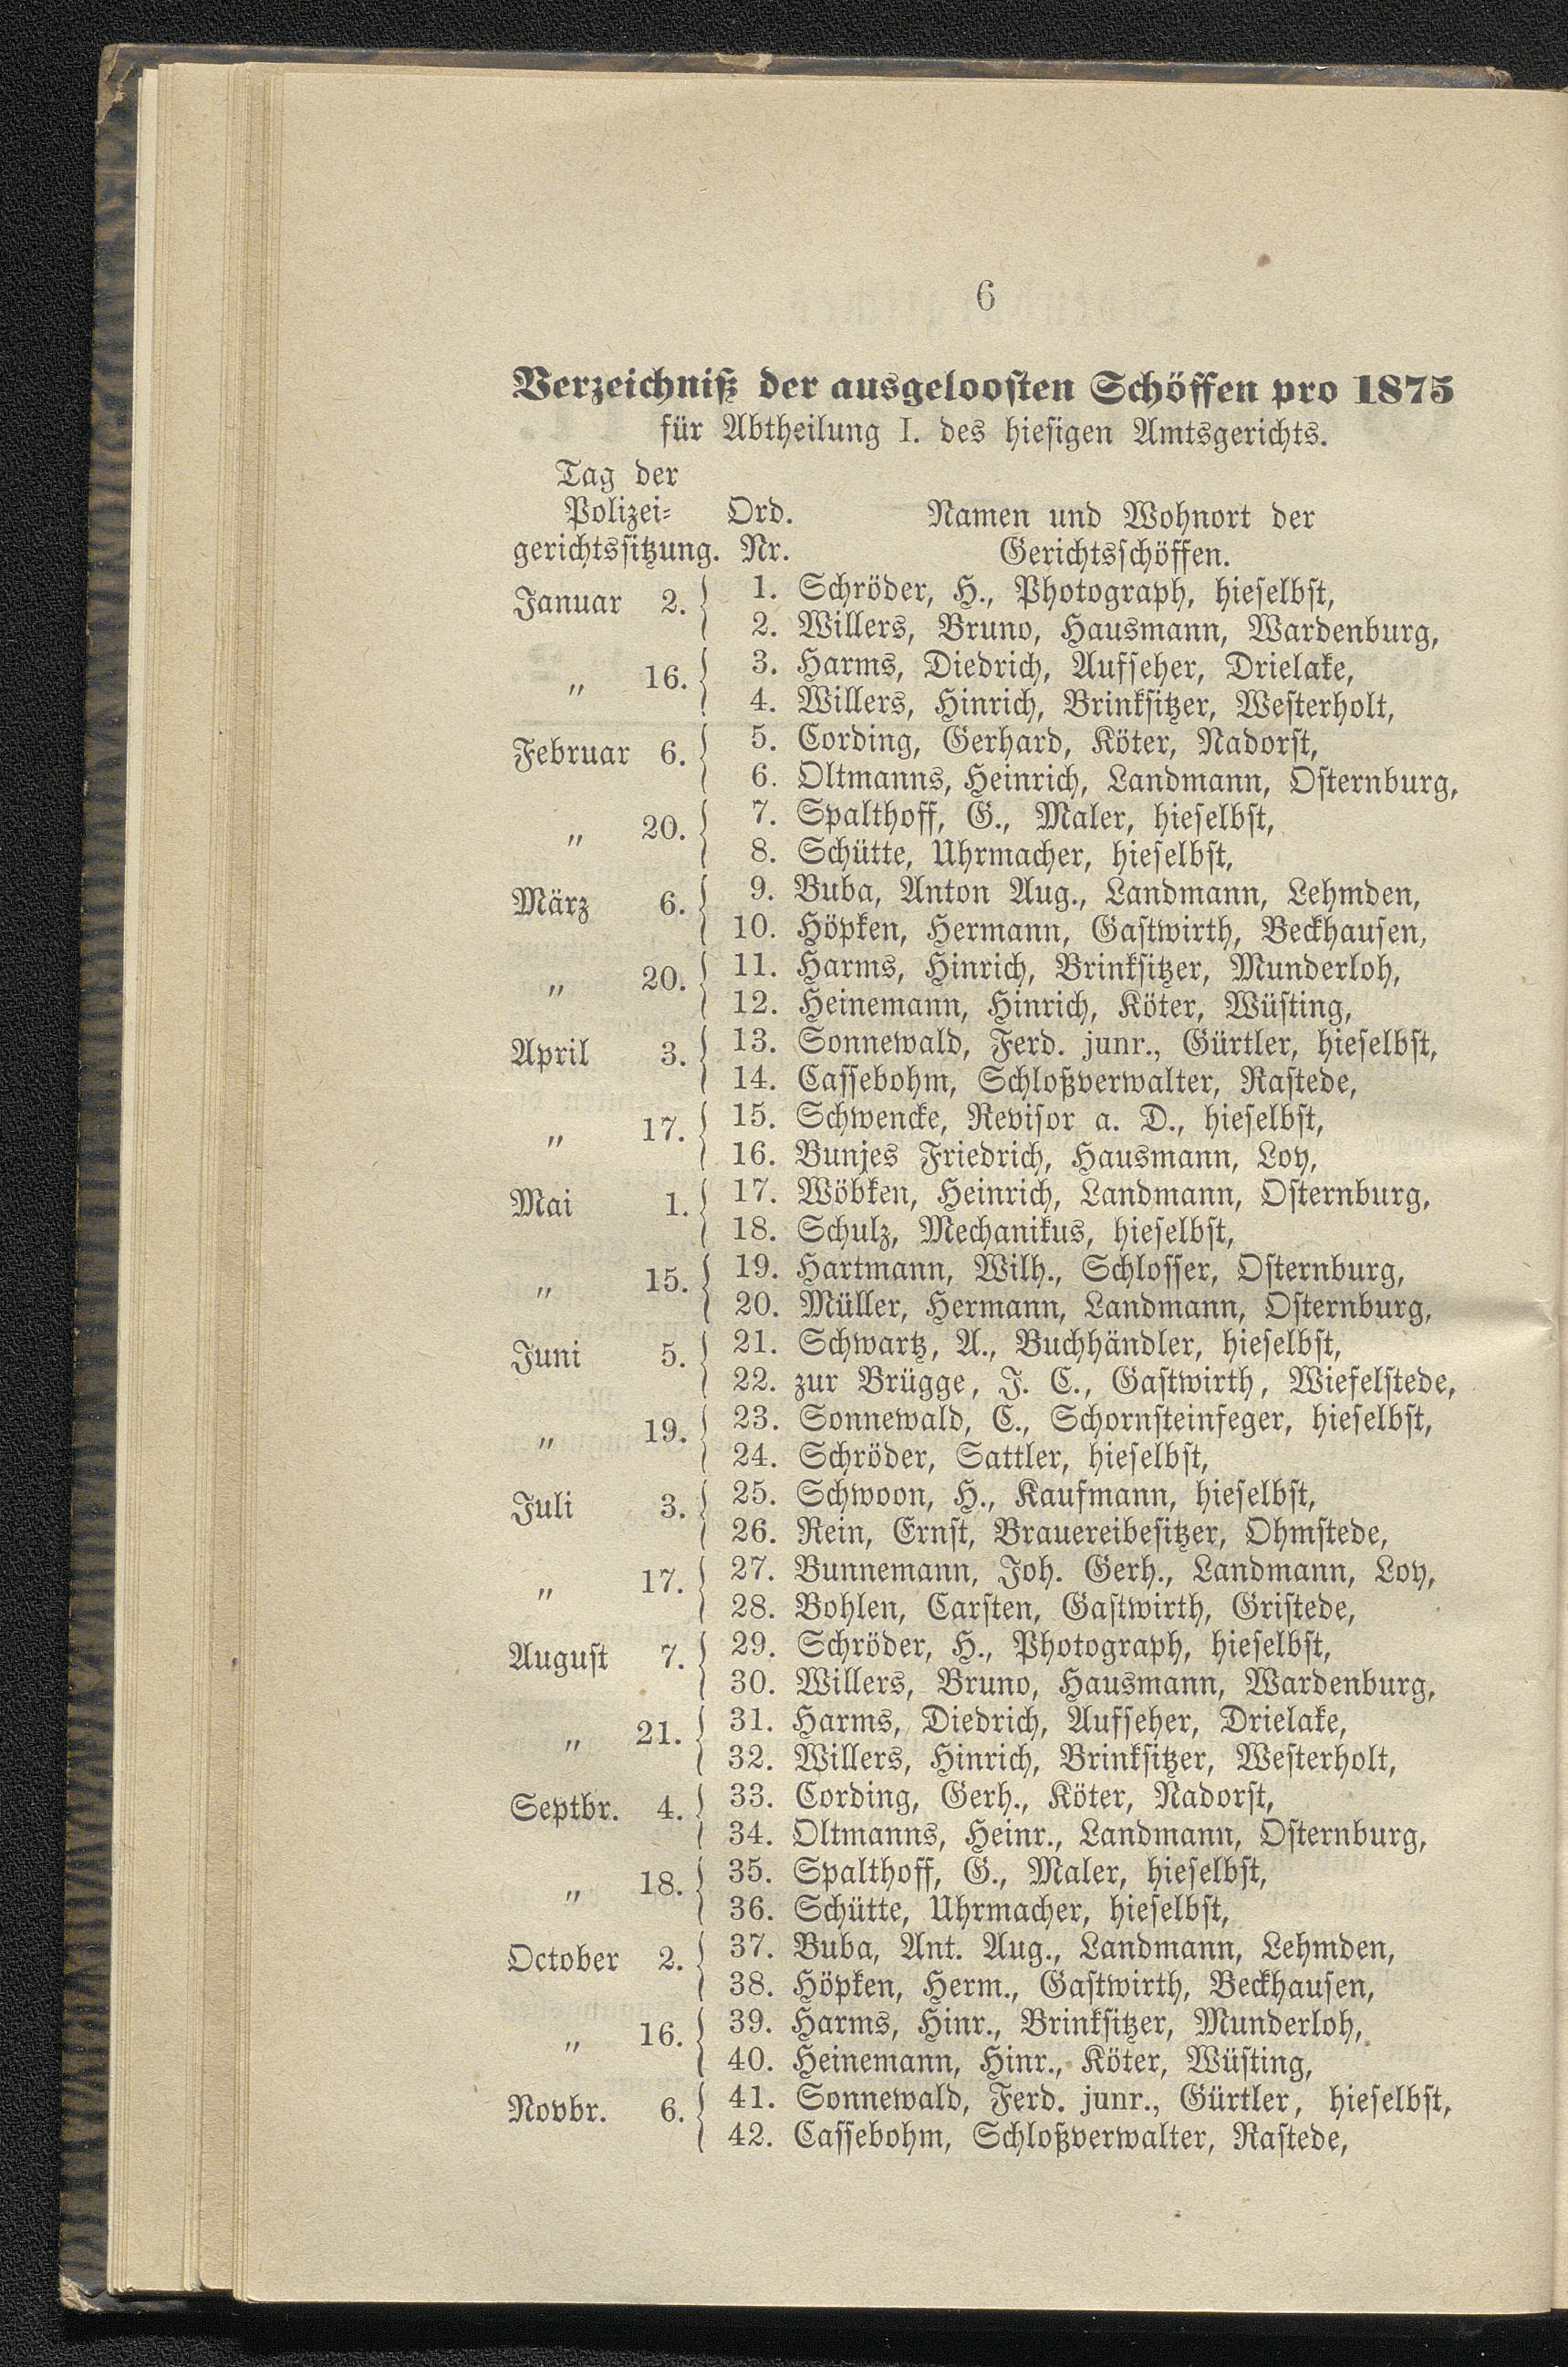 6
Verzeichniß der ausgeloosten Schöffen pro 1875
für Abtheilung I. des hiesigen Amtsgerichts.
Tag der
Polizei- Ord. Namen und Wohnort der
gerichtssitzung. Nr. Gerichtsschöffen.
Januar 2. 1. Schröder, H., Photograph, hieselbst,
2. Willers, Bruno, Hausmann, Wardenburg,
„ 16. 3. Harms, Diedrich, Aufseher, Drielake,
4. Willers, Hinrich, Brinksitzer, Westerholt,
Februar 6. 5. Cording, Gerhard, Köter, Nadorst,
6. Oltmanns, Heinrich, Landmann, Osternburg,
„ 20. 7. Spalthoff, G., Maler, hieselbst,
8. Schütte, Uhrmacher, hieselbst,
März 6. 9. Buba, Anton Aug., Landmann, Lehmden,
10. Höpken, Hermann, Gastwirth, Beckhausen,
„ 20. 11. Harms, Hinrich, Brinksitzer, Munderloh,
12. Heinemann, Hinrich, Köter, Wüsting,
April 3. 13. Sonnewald, Ferd. junr., Gürtler, hieselbst,
14. Cassebohm, Schloßverwalter, Rastede,
„ 17. 15. Schwencke, Revisor a. D., hieselbst,
16. Bunjes Friedrich, Hausmann, Loy,
Mai 1. 17. Wöbken, Heinrich, Landmann, Osternburg,
18. Schulz, Mechanikus, hieselbst,
„ 15. 19. Hartmann, Wilh., Schlosser, Osternburg,
20. Müller, Hermann, Landmann, Osternburg,
Juni 5. 21. Schwartz, A., Buchhändler, hieselbst,
22. zur Brügge, J. C., Gastwirth, Wiefelstede,
„ 19. 23. Sonnewald, C., Schornsteinfeger, hieselbst,
24. Schröder, Sattler, hieselbst,
Juli 3. 25. Schwoon, H., Kaufmann, hieselbst,
26. Rein, Ernst, Brauereibesitzer, Ohmstede,
„ 17. 27. Bunnemann, Joh. Gerh., Landmann, Loy,
28. Bohlen, Carsten, Gastwirth, Gristede,
August 7. 29. Schröder, H., Photograph, hieselbst,
30. Willers, Bruno, Hausmann, Wardenburg,
„ 21. 31. Harms, Diedrich, Aufseher, Drielake,
32. Willers, Hinrich, Brinksitzer, Westerholt,
Septbr. 4. 33. Cording, Gerh., Köter, Nadorst,
34. Oltmanns, Heinr., Landmann, Osternburg,
„ 18. 35. Spalthoff, G., Maler, hieselbst,
36. Schütte, Uhrmacher, hieselbst,
October 2. 37. Buba, Ant. Aug., Landmann, Lehmden,
38. Höpken, Herm., Gastwirth, Beckhausen,
„ 16. 39. Harms, Hinr., Brinksitzer, Munderloh,
40. Heinemann, Hinr., Köter, Wüsting,
Novbr. 6. 41. Sonnewald, Ferd. junr., Gürtler, hieselbst,
42. Cassebohm, Schloßverwalter, Rastede,